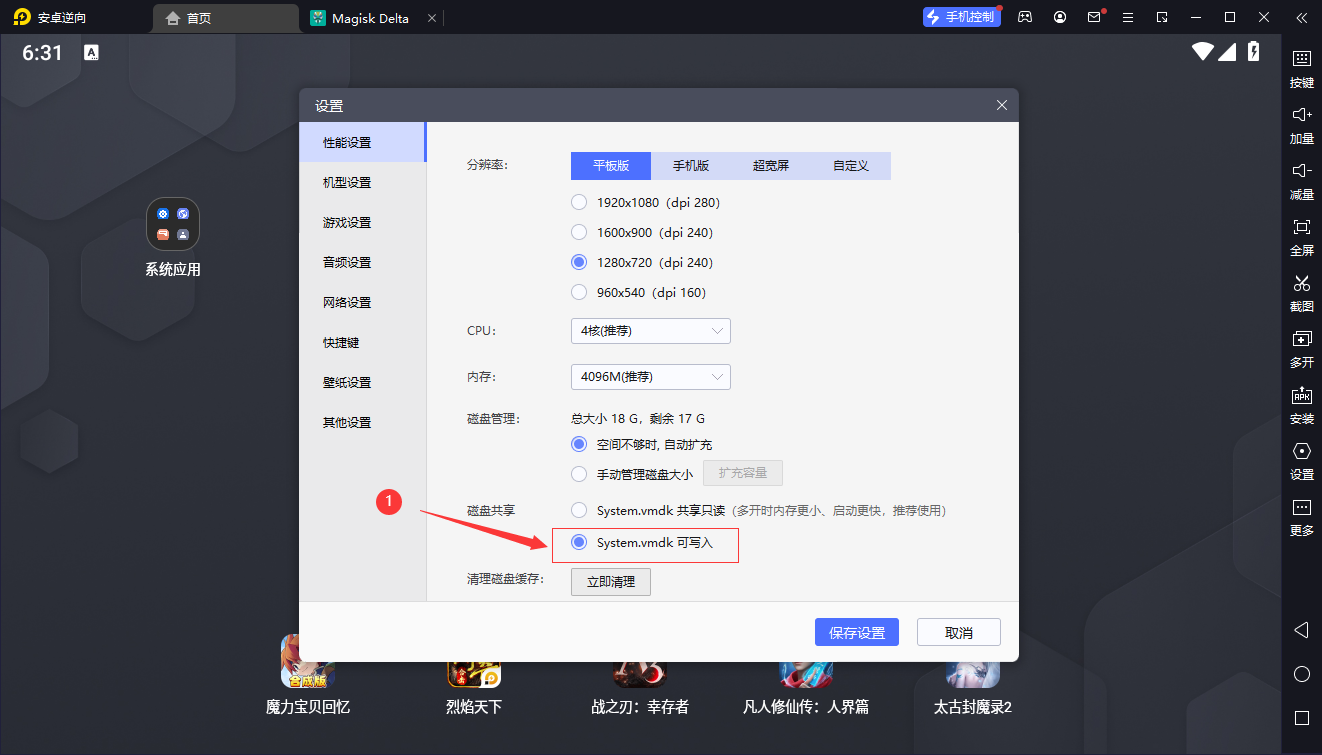 安卓逆向
首页
Magisk Delta
手机控制
6:31
A
设置
性能设置
机型设置
游戏设置
音频设置
网络设置
快捷键
壁纸设置
其他设置
分辨率:
平板版 手机版 超宽屏 自定义
1920x1080（dpi 280）
1600x900（dpi 240）
1280x720（dpi 240）
960x540（dpi 160）
CPU:
4核(推荐)
内存:
4096M(推荐)
磁盘管理:
总大小 18 G，剩余 17 G
空间不够时, 自动扩充
手动管理磁盘大小
扩充容量
磁盘共享
System.vmdk 共享只读（多开时内存更小、启动更快，推荐使用）
System.vmdk 可写入
1
清理磁盘缓存:
立即清理
保存设置
取消
系统应用
合成版
魔力宝贝回忆
烈焰天下
战之刃：幸存者
凡人修仙传：人界篇
太古封魔录2
按键
加量
减量
全屏
截图
多开
APK
安装
设置
更多